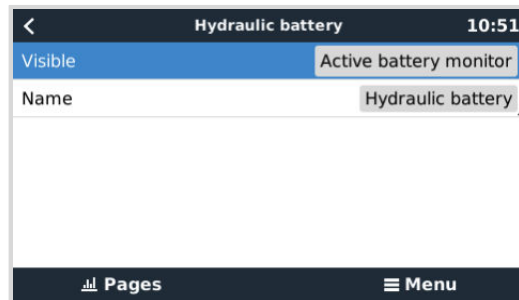 Hydraulic battery 10:51
Visible Active battery monitor
Name Hydraulic battery
Pages Menu